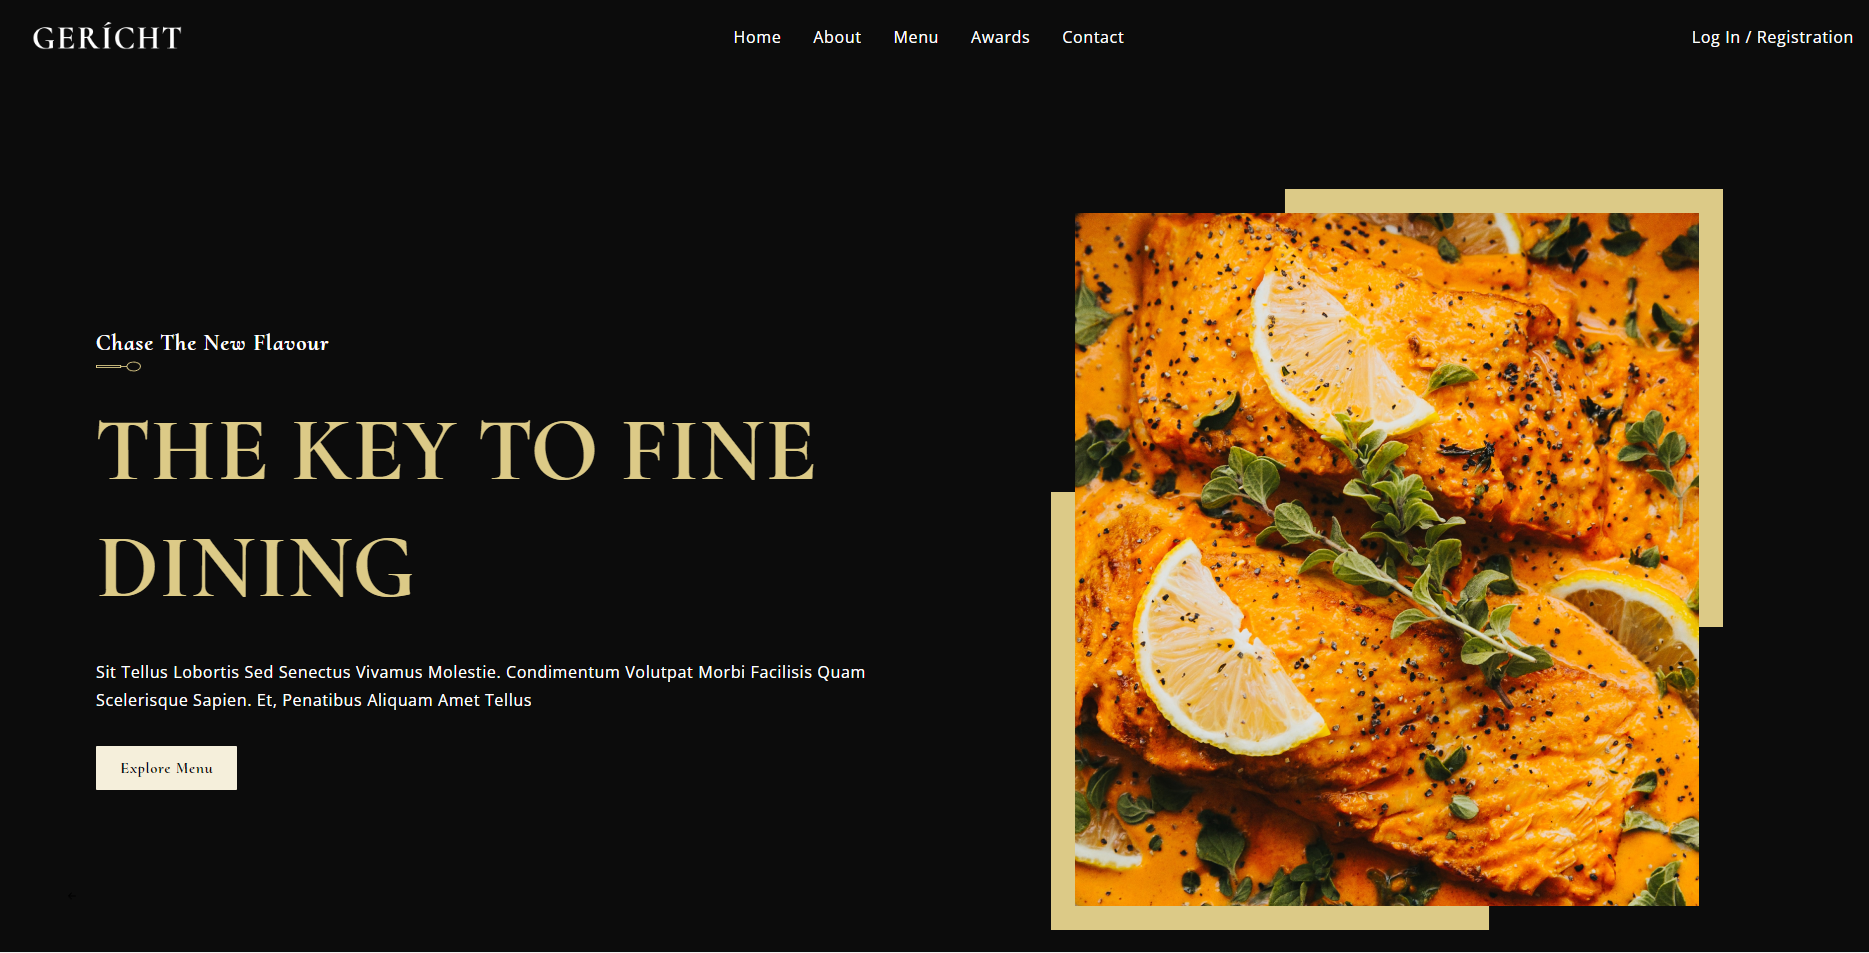 GERÍCHT
Home About Menu Awards Contact
Log In / Registration
Chase The New Flavour
THE KEY TO FINE
DINING
Sit Tellus Lobortis Sed Senectus Vivamus Molestie. Condimentum Volutpat Morbi Facilisis Quam
Scelerisque Sapien. Et, Penatibus Aliquam Amet Tellus
Explore Menu